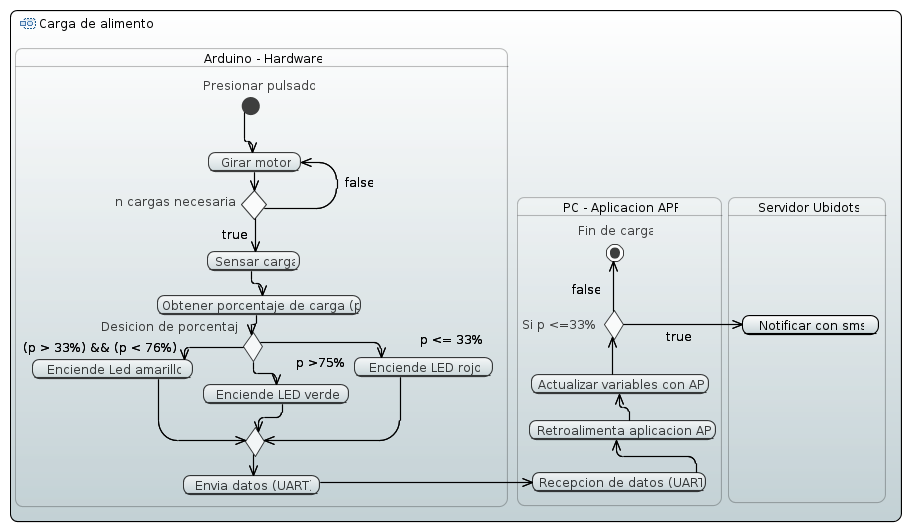 Carga de alimento
Arduino - Hardware
Presionar pulsado
Girar motor
false
n cargas necesaria
true
Sensar carga
Obtener porcentaje de carga (p
Desicion de porcentaj
(p > 33%) && (p < 76%)
p >75%
p <= 33%
Enciende Led amarillo
Enciende LED verde
Enciende LED rojo
Envia datos (UART)
PC - Aplicacion API
Fin de carga
false
Si p <=33%
true
Actualizar variables con AP
Retroalimenta aplicacion AP
Recepcion de datos (UART
Servidor Ubidots
Notificar con sms